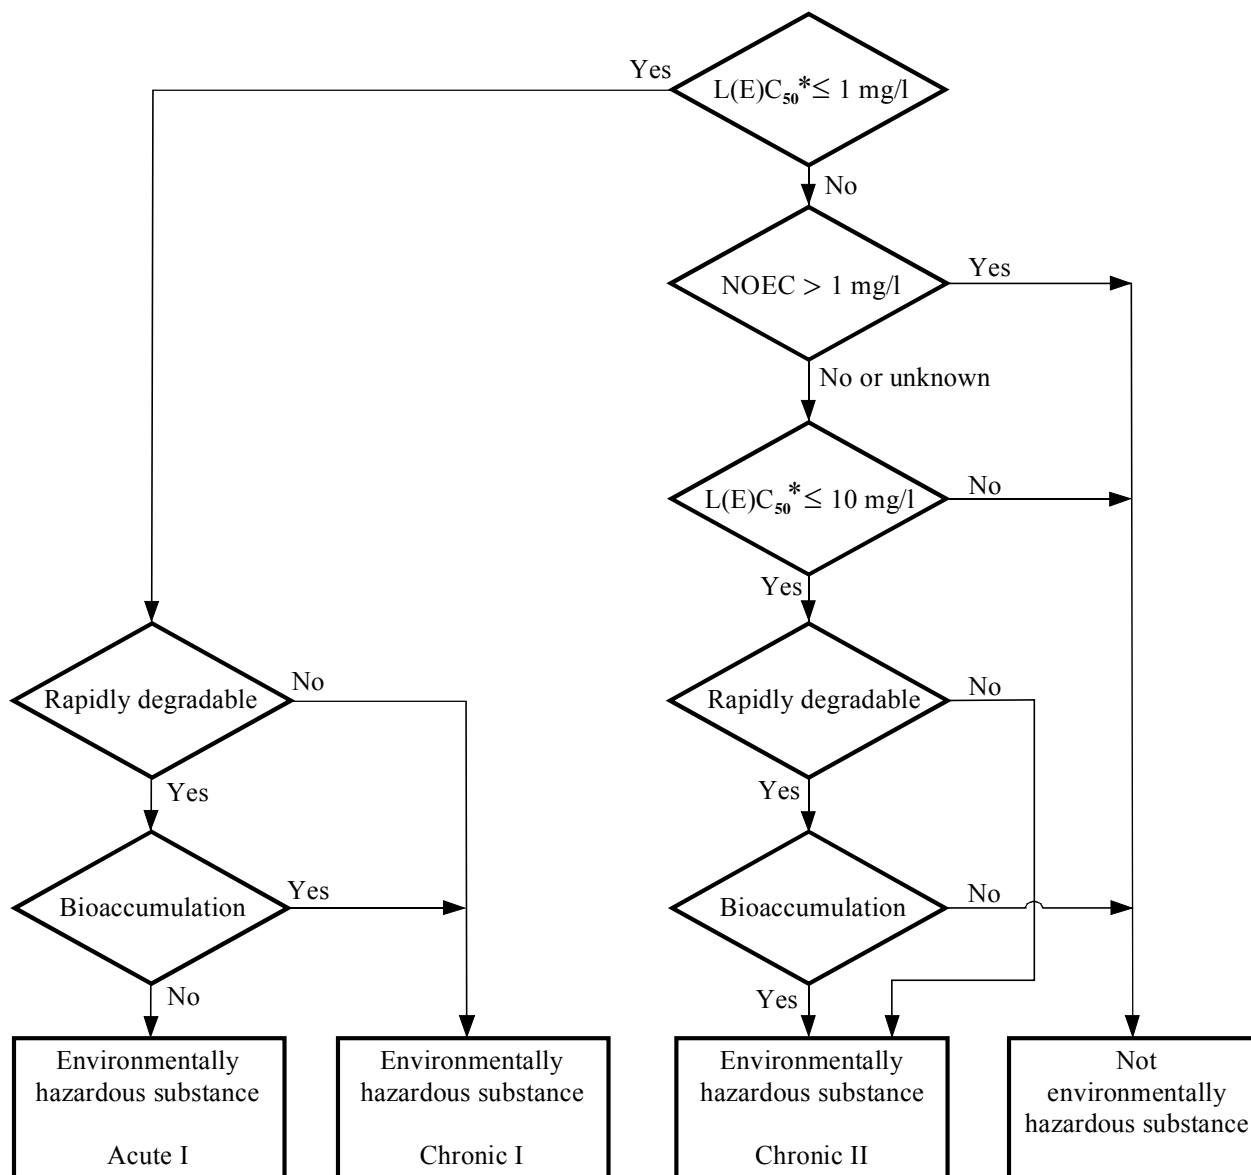 Yes
L(E)C50* ≤ 1 mg/l
No
NOEC > 1 mg/l
Yes
No or unknown
L(E)C50* ≤ 10 mg/l
No
Yes
Rapidly degradable
No
Rapidly degradable
No
Yes
Yes
Bioaccumulation
Yes
Bioaccumulation
No
No
Yes
Environmentally
hazardous substance
Acute I
Environmentally
hazardous substance
Chronic I
Environmentally
hazardous substance
Chronic II
Not
environmentally
hazardous substance